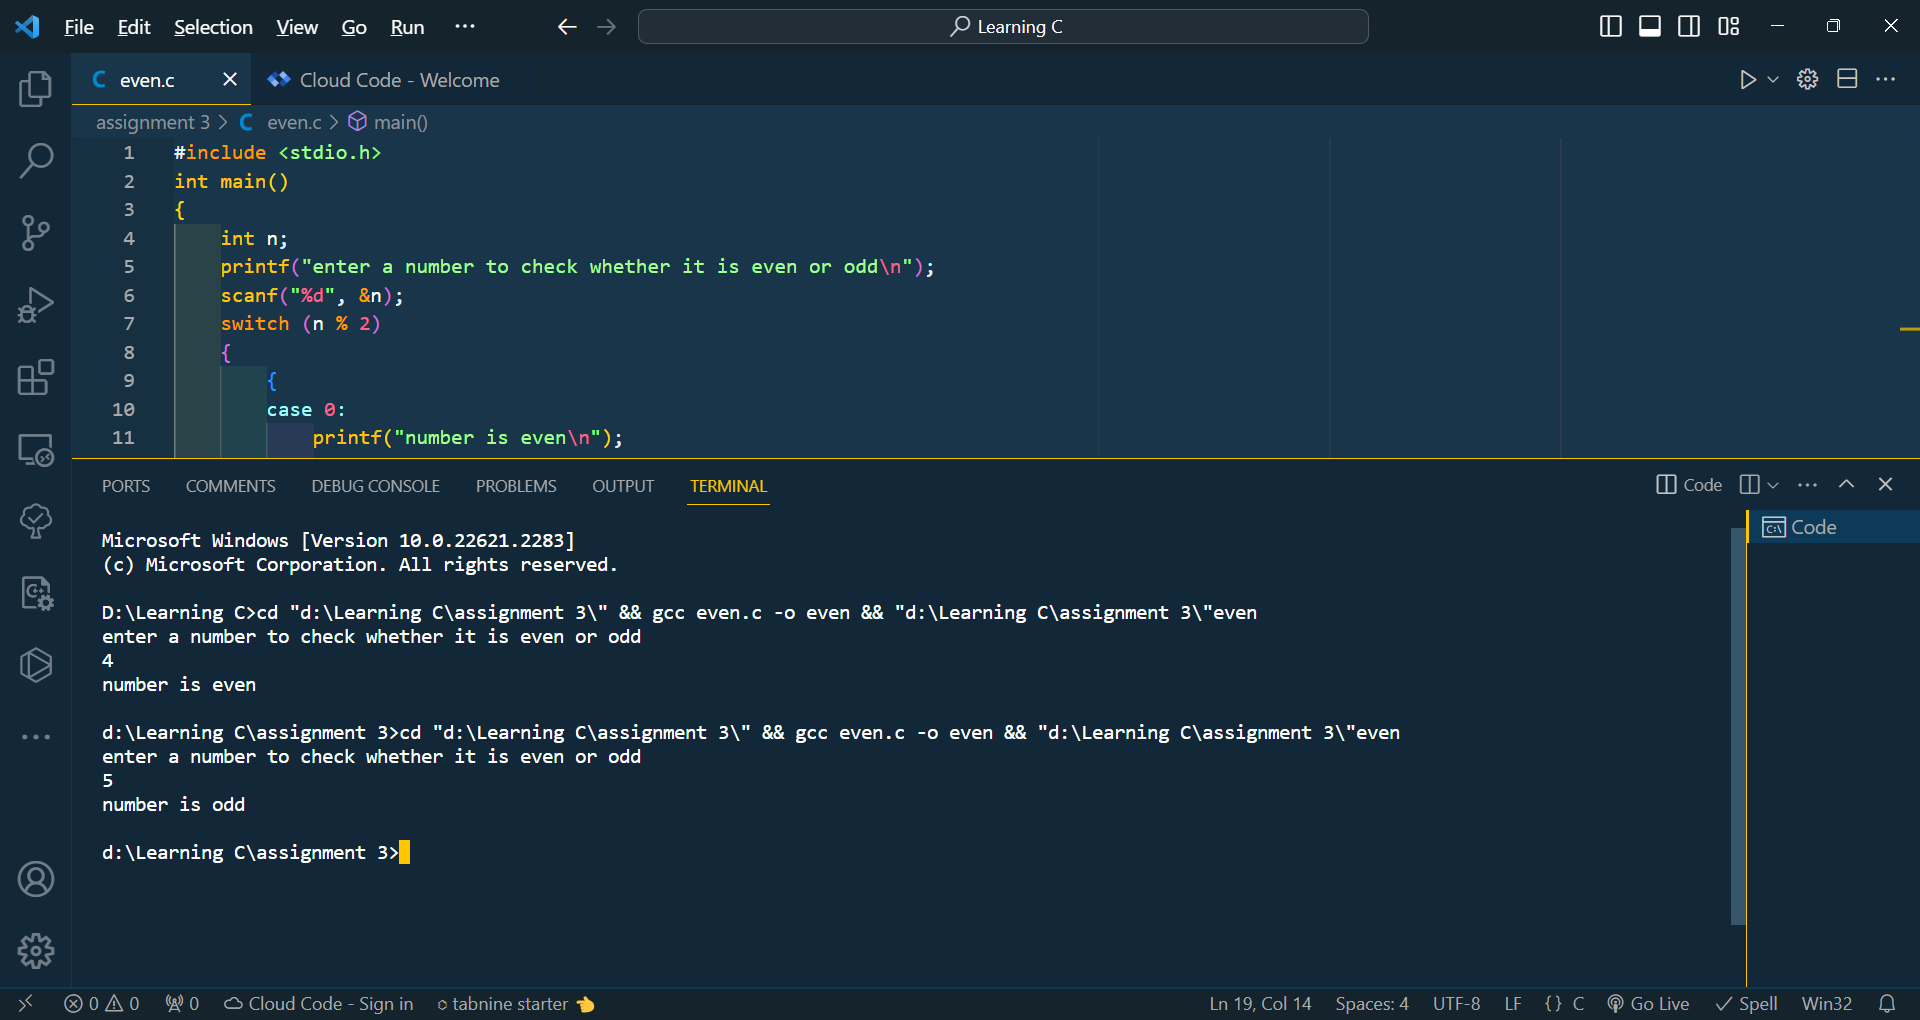 File Edit Selection View Go Run ···
Learning C
even.c
Cloud Code - Welcome
assignment 3 > C even.c > main()
1 #include <stdio.h>
2 int main()
3 {
4 int n;
5 printf("enter a number to check whether it is even or odd\n");
6 scanf("%d", &n);
7 switch (n % 2)
8 {
9 {
10 case 0:
11 printf("number is even\n");
PORTS COMMENTS DEBUG CONSOLE PROBLEMS OUTPUT TERMINAL
Code
Code
Microsoft Windows [Version 10.0.22621.2283]
(c) Microsoft Corporation. All rights reserved.
D:\Learning C>cd "d:\Learning C\assignment 3\" && gcc even.c -o even && "d:\Learning C\assignment 3\"even
enter a number to check whether it is even or odd
4
number is even
d:\Learning C\assignment 3>cd "d:\Learning C\assignment 3\" && gcc even.c -o even && "d:\Learning C\assignment 3\"even
enter a number to check whether it is even or odd
5
number is odd
d:\Learning C\assignment 3>
0 0 0 Cloud Code - Sign in tabnine starter 👈 Ln 19, Col 14 Spaces: 4 UTF-8 LF {} C Go Live Spell Win32